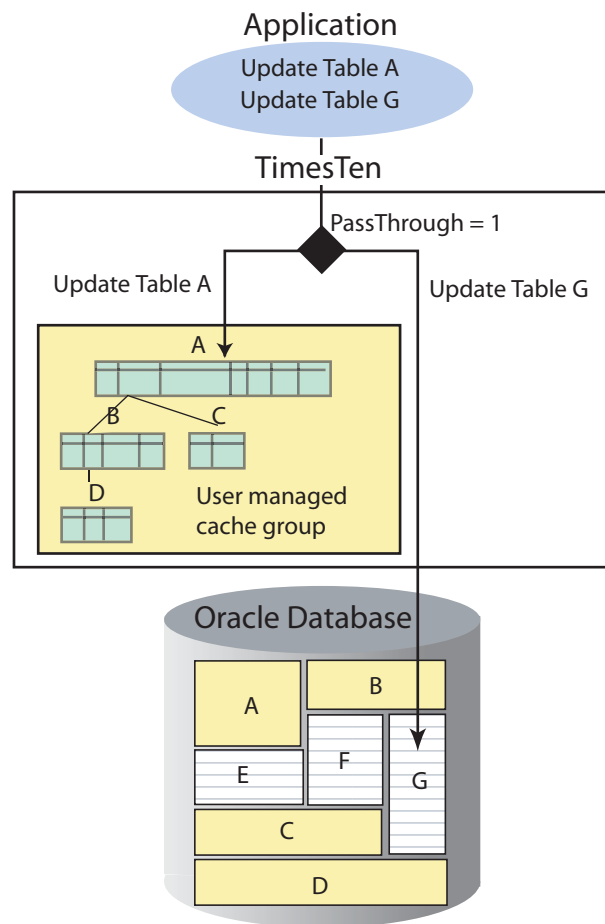 Application
Update Table A
Update Table G
TimesTen
PassThrough = 1
Update Table A
Update Table G
A
B
C
D
User managed
cache group
Oracle Database
A
B
E
F
G
C
D